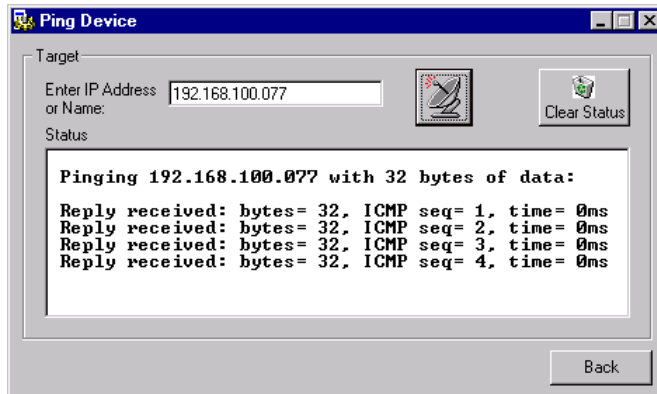 Ping Device
Target
Enter IP Address
or Name:
192.168.100.077
Clear Status
Status
Pinging 192.168.100.077 with 32 bytes of data:
Reply received: bytes= 32, ICMP seq= 1, time= 0ms
Reply received: bytes= 32, ICMP seq= 2, time= 0ms
Reply received: bytes= 32, ICMP seq= 3, time= 0ms
Reply received: bytes= 32, ICMP seq= 4, time= 0ms
Back